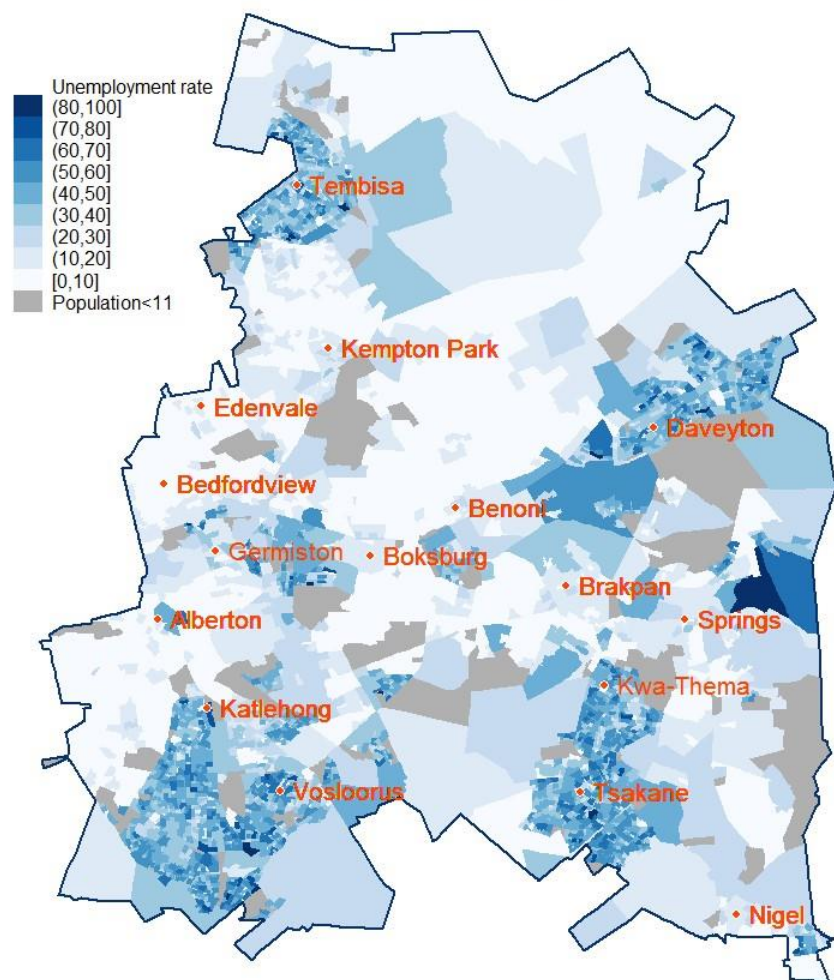 Unemployment rate
(80,100]
(70,80]
(60,70]
(50,60]
(40,50]
(30,40]
(20,30]
(10,20]
[0,10]
Population<11
Tembisa
Kempton Park
Edenvale
Daveyton
Bedfordview
Benoni
Germiston
Boksburg
Brakpan
Alberton
Springs
Kwa-Thema
Katlehong
Vosloorus
Tsakane
Nigel